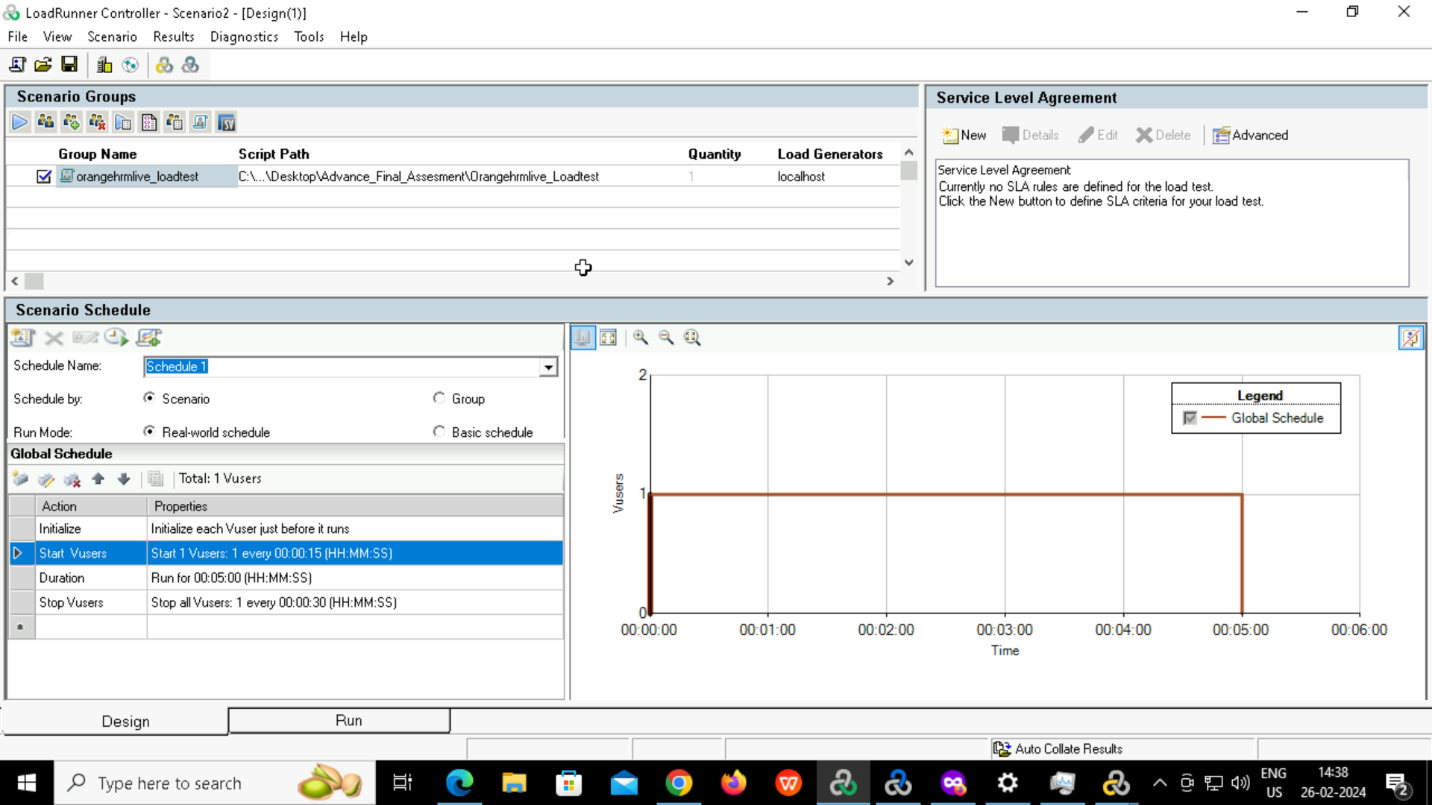 LoadRunner Controller - Scenario2 - [Design(1)]
File View Scenario Results Diagnostics Tools Help
Scenario Groups
Group Name Script Path Quantity Load Generators
orangehrmlive_loadtest C:\...\Desktop\Advance_Final_Assesment\Orangehrmlive_Loadtest 1 localhost
Service Level Agreement
New Details Edit Delete Advanced
Service Level Agreement
Currently no SLA rules are defined for the load test.
Click the New button to define SLA criteria for your load test.
Scenario Schedule
Schedule Name: Schedule 1
Schedule by: Scenario Group
Run Mode: Real-world schedule Basic schedule
Global Schedule
Total: 1 Vusers
Action Properties
Initialize Initialize each Vuser just before it runs
Start Vusers Start 1 Vusers: 1 every 00:00:15 (HH:MM:SS)
Duration Run for 00:05:00 (HH:MM:SS)
Stop Vusers Stop all Vusers: 1 every 00:00:30 (HH:MM:SS)
*
2
Legend
Global Schedule
Vusers
1
0
00:00:00 00:01:00 00:02:00 00:03:00 00:04:00 00:05:00 00:06:00
Time
Design Run
Auto Collate Results
Type here to search
ENG
US
14:38
26-02-2024
2